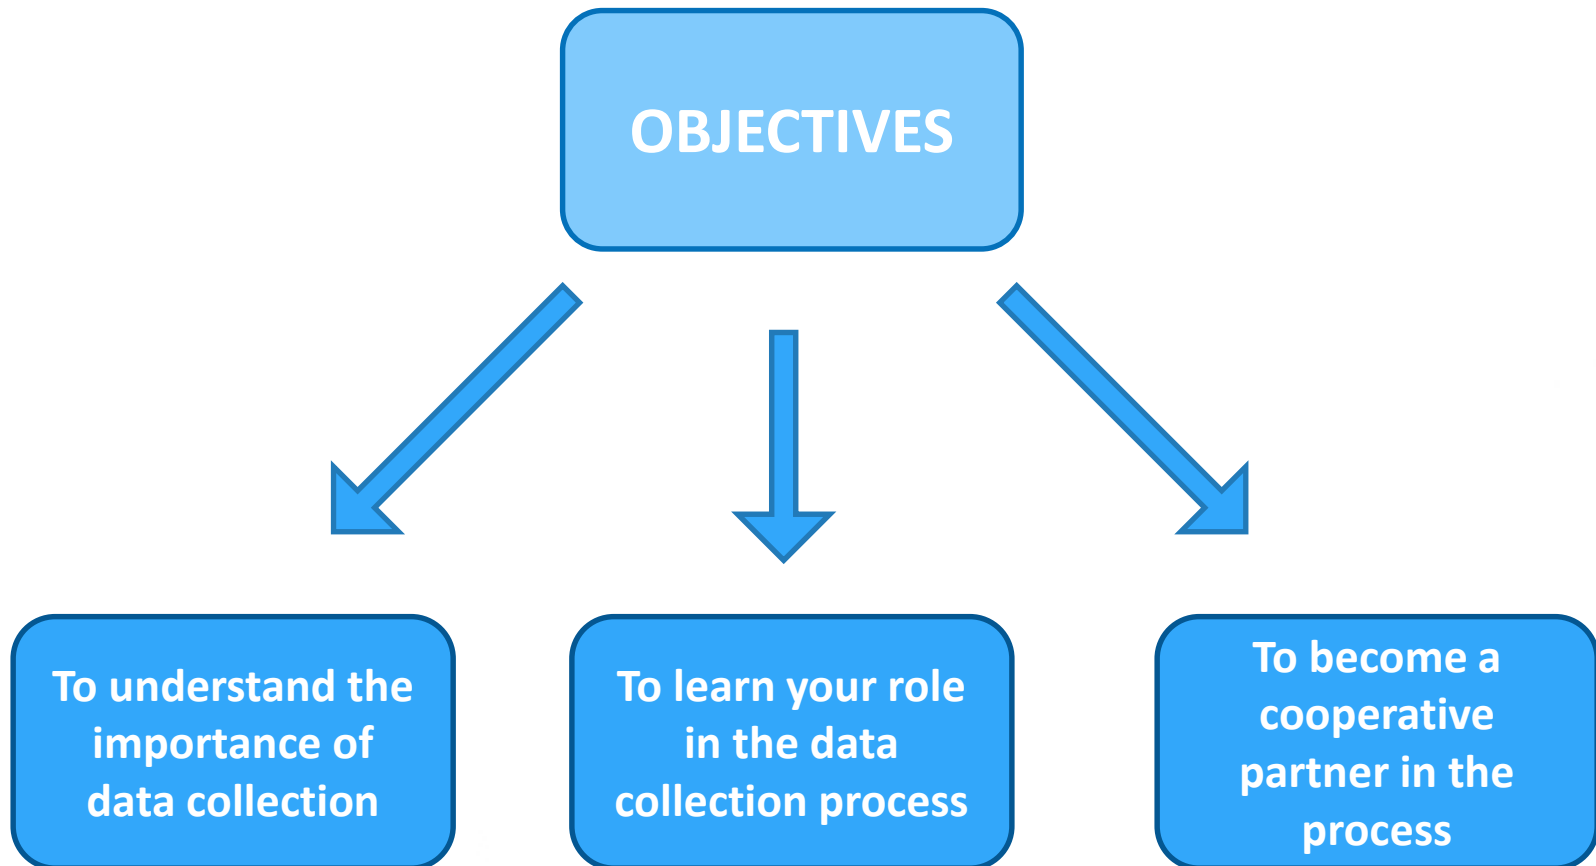 OBJECTIVES
To understand the
importance of
data collection
To learn your role
in the data
collection process
To become a
cooperative
partner in the
process